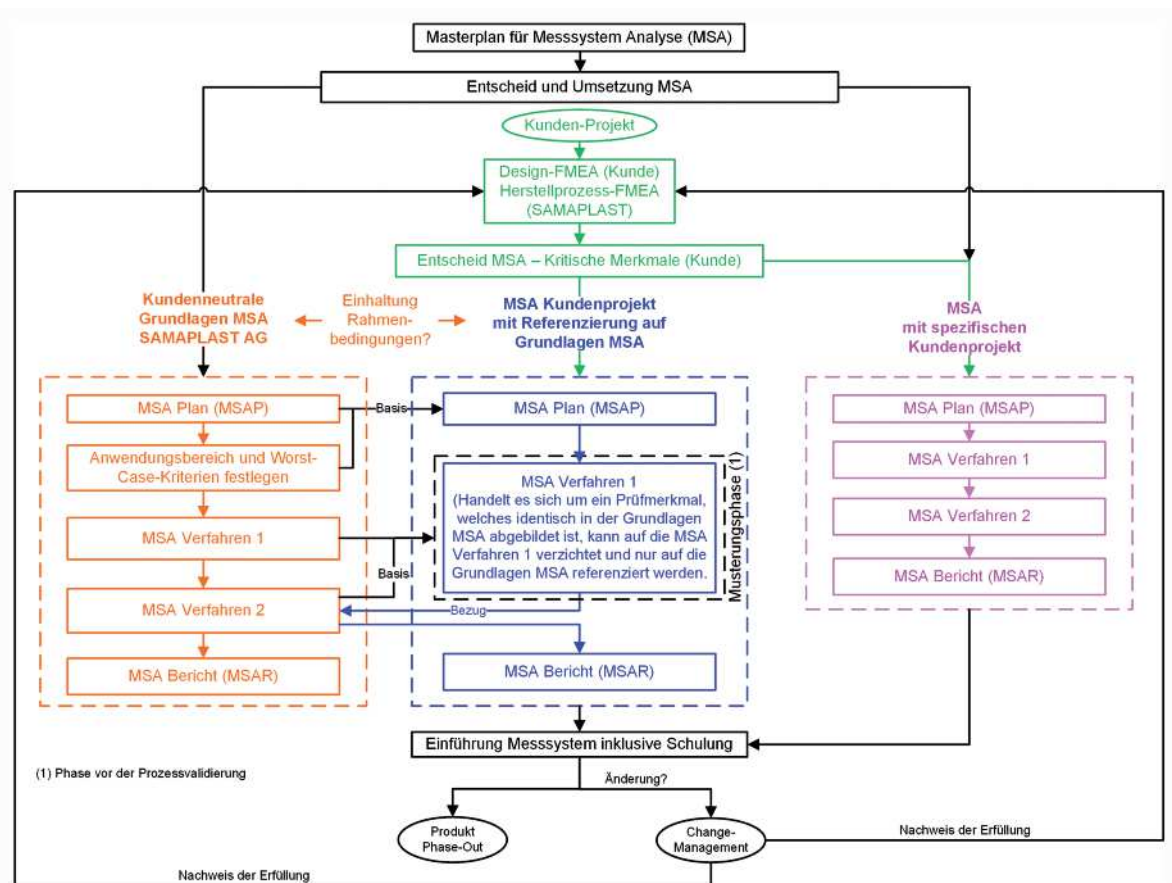 Masterplan für Messsystem Analyse (MSA)
Entscheid und Umsetzung MSA
Kunden-Projekt
Design-FMEA (Kunde)
Herstellprozess-FMEA
(SAMAPLAST)
Entscheid MSA – Kritische Merkmale (Kunde)
Kundenneutrale
Grundlagen MSA
SAMAPLAST AG
Einhaltung
Rahmen-
bedingungen?
MSA Kundenprojekt
mit Referenzierung auf
Grundlagen MSA
MSA
mit spezifischen
Kundenprojekt
MSA Plan (MSAP)
Anwendungsbereich und Worst-
Case-Kriterien festlegen
MSA Verfahren 1
MSA Verfahren 2
MSA Bericht (MSAR)
Basis
Basis
Bezug
MSA Plan (MSAP)
MSA Verfahren 1
(Handelt es sich um ein Prüfmerkmal,
welches identisch in der Grundlagen
MSA abgebildet ist, kann auf die MSA
Verfahren 1 verzichtet und nur auf die
Grundlagen MSA referenziert werden.
Musterungsphase (1)
MSA Bericht (MSAR)
MSA Plan (MSAP)
MSA Verfahren 1
MSA Verfahren 2
MSA Bericht (MSAR)
Einführung Messsystem inklusive Schulung
(1) Phase vor der Prozessvalidierung
Änderung?
Produkt
Phase-Out
Change-
Management
Nachweis der Erfüllung
Nachweis der Erfüllung